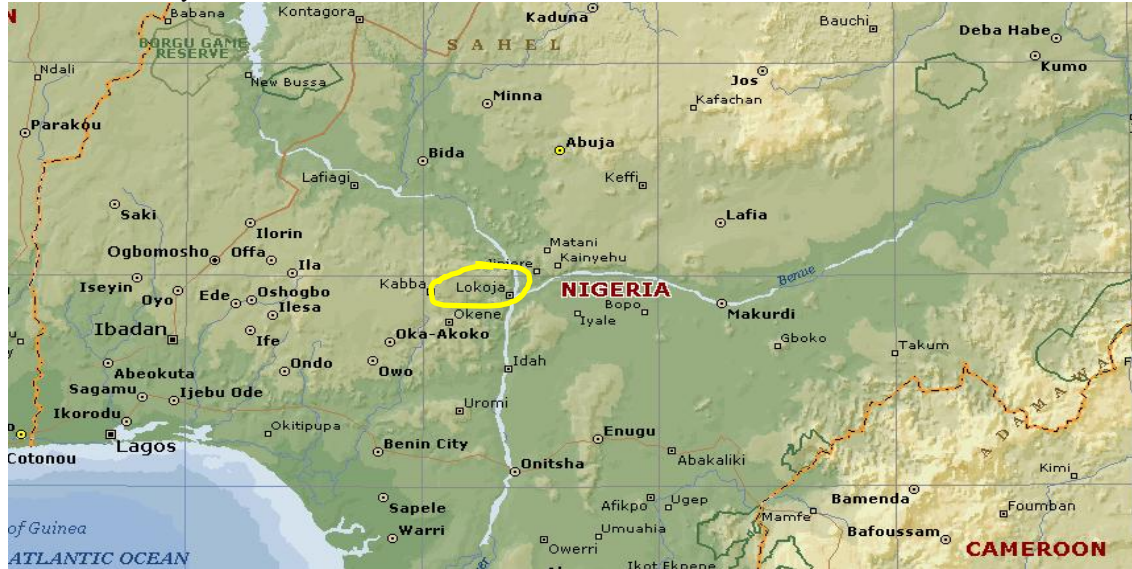 Babana
Kontagora
Kaduna
Bauchi
Deba Habe
N
BORGU GAME
RESERVE
SAHEL
Ndali
New Bussa
Jos
Kumo
Minna
Kafachan
Parakou
Abuja
Bida
Lafiagi
Keffi
Saki
Ilorin
Lafia
Ogbomosho
Offa
Matani
Ila
Kainyehu
Benue
Iseyin
Oyo
Ede
Oshogbo
Kabba
Lokoja
NIGERIA
Ilesa
Okene
Bopo
Iyale
Makurdi
Ibadan
Ife
Oka-Akoko
Gboko
Takum
Abeokuta
Ondo
Owo
Idah
Sagamu
Ijebu Ode
ADAMAWA
Ikorodu
Uromi
Okitipupa
Lagos
Benin City
Enugu
Cotonou
Onitsha
Abakaliki
Kimi
Sapele
Afikpo
Ugep
Bamenda
Mamfe
Foumban
of Guinea
Warri
Umuahia
Bafoussam
Owerri
ATLANTIC OCEAN
Ikot Ekpene
CAMEROON